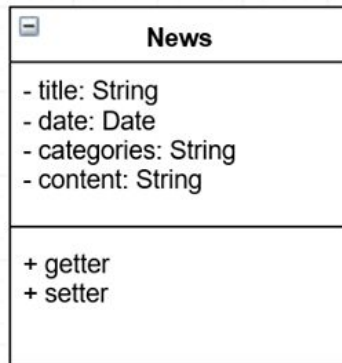 News
- title: String
- date: Date
- categories: String
- content: String
+ getter
+ setter